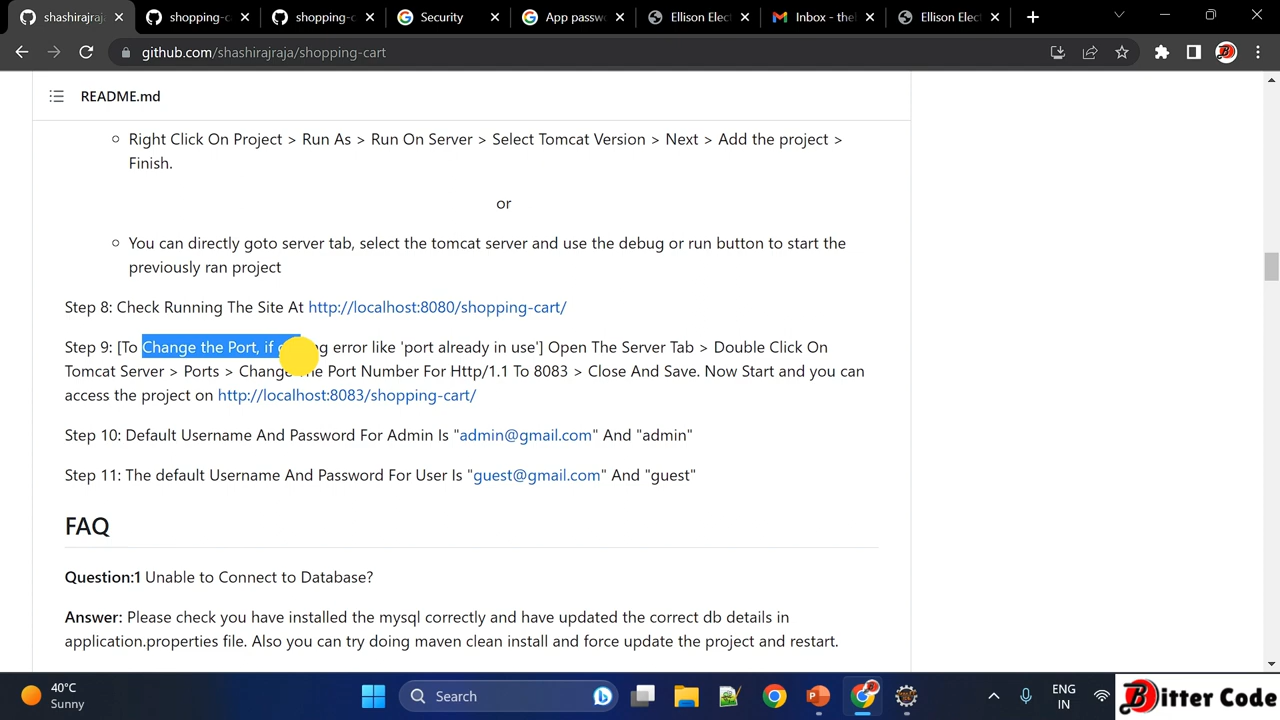 shashirajraja
shopping-c
shopping-c
Security
App passw
Ellison Elect
Inbox - the
Ellison Elect
github.com/shashirajraja/shopping-cart
README.md
Right Click On Project > Run As > Run On Server > Select Tomcat Version > Next > Add the project >
Finish.
or
You can directly goto server tab, select the tomcat server and use the debug or run button to start the
previously ran project
Step 8: Check Running The Site At http://localhost:8080/shopping-cart/
Step 9: [To Change the Port, if error like 'port already in use'] Open The Server Tab > Double Click On
Tomcat Server > Ports > Change The Port Number For Http/1.1 To 8083 > Close And Save. Now Start and you can
access the project on http://localhost:8083/shopping-cart/
Step 10: Default Username And Password For Admin Is "admin@gmail.com" And "admin"
Step 11: The default Username And Password For User Is "guest@gmail.com" And "guest"
FAQ
Question:1 Unable to Connect to Database?
Answer: Please check you have installed the mysql correctly and have updated the correct db details in
application.properties file. Also you can try doing maven clean install and force update the project and restart.
40°C
Sunny
Search
ENG
IN
Bitter Code